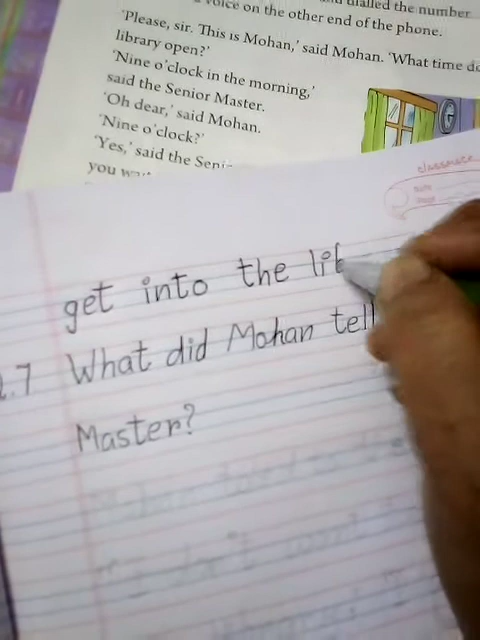 dialled the number
voice on the other end of the phone.
'Please, sir. This is Mohan,' said Mohan. 'What time do
library open?'
'Nine o'clock in the morning,'
said the Senior Master.
'Oh dear,' said Mohan.
'Nine o'clock?'
'Yes,' said the
you
classmate
get into the lib
.7 What did Mohan tell
Master?